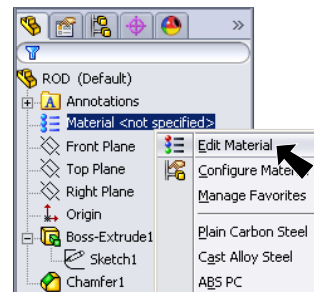 »
ROD (Default)
Annotations
Material <not specified>
Front Plane
Edit Material
Top Plane
Configure Mater
Right Plane
Manage Favorites
Origin
Boss-Extrude1
Plain Carbon Steel
Sketch1
Cast Alloy Steel
Chamfer1
ABS PC